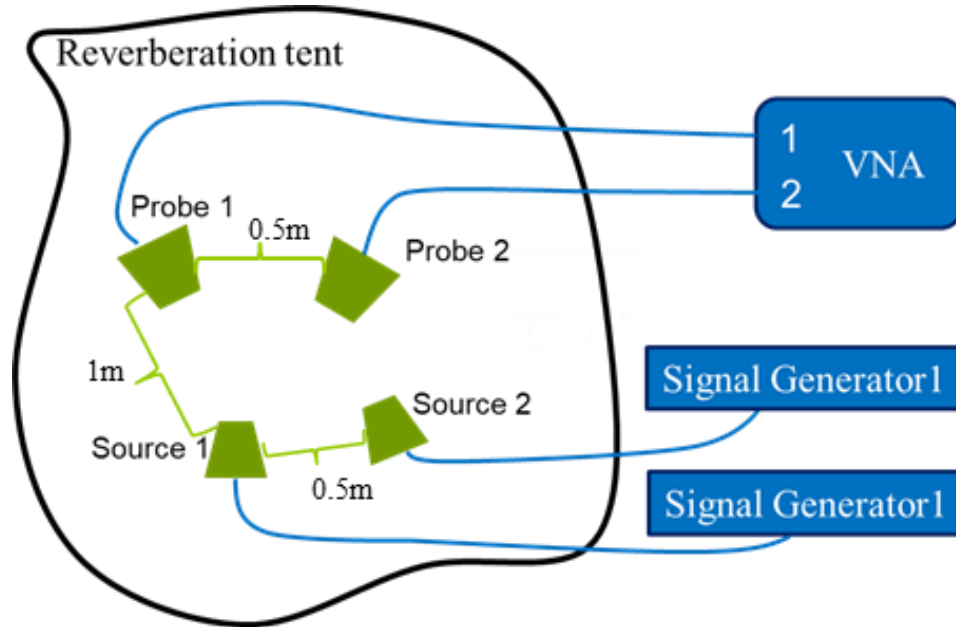 Reverberation tent
1
VNA
2
Probe 1
0.5m
Probe 2
1m
Signal Generator1
Source 2
Source 1
0.5m
Signal Generator1